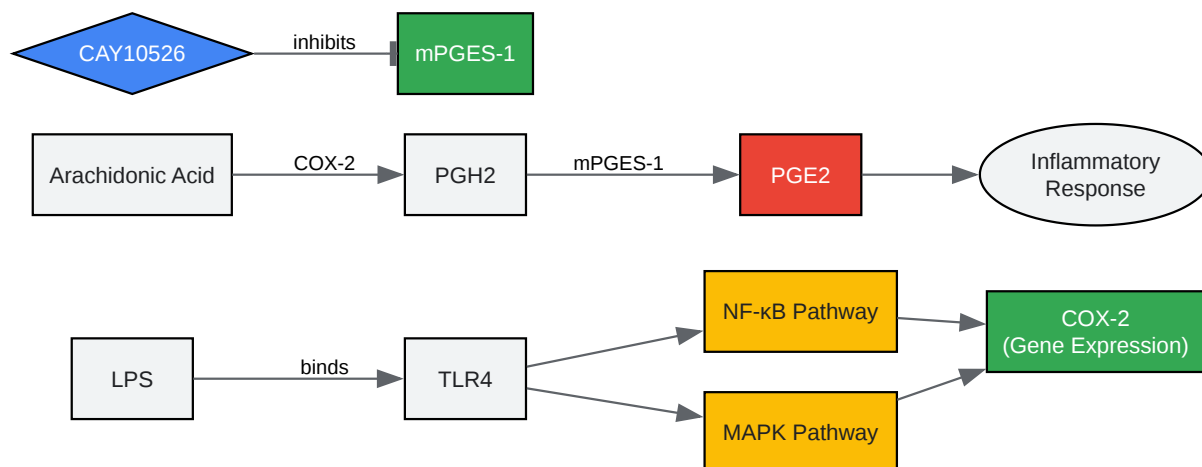 CAY10526
inhibits
mPGES-1
Arachidonic Acid
COX-2
PGH2
mPGES-1
PGE2
Inflammatory
Response
LPS
binds
TLR4
NF-κB Pathway
MAPK Pathway
COX-2
(Gene Expression)